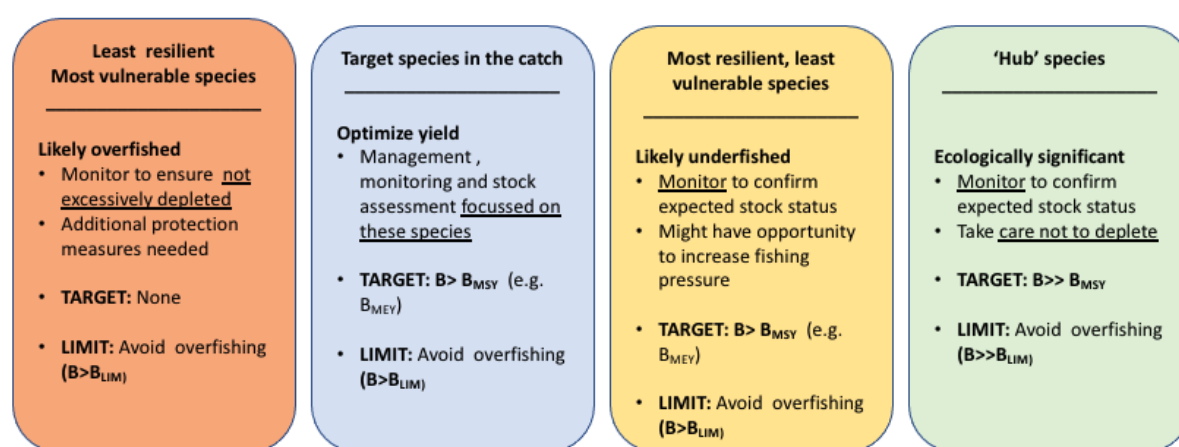 Least resilient
Most vulnerable species
Likely overfished
• Monitor to ensure not
excessively depleted
• Additional protection
measures needed
• TARGET: None
• LIMIT: Avoid overfishing
(B>BLIM)
Target species in the catch
Optimize yield
• Management ,
monitoring and stock
assessment focussed on
these species
• TARGET: B> BMSY (e.g.
BMEY)
• LIMIT: Avoid overfishing
(B>BLIM)
Most resilient, least
vulnerable species
Likely underfished
• Monitor to confirm
expected stock status
• Might have opportunity
to increase fishing
pressure
• TARGET: B> BMSY (e.g.
BMEY)
• LIMIT: Avoid overfishing
(B>BLIM)
‘Hub’ species
Ecologically significant
• Monitor to confirm
expected stock status
• Take care not to deplete
• TARGET: B>> BMSY
• LIMIT: Avoid overfishing
(B>>BLIM)